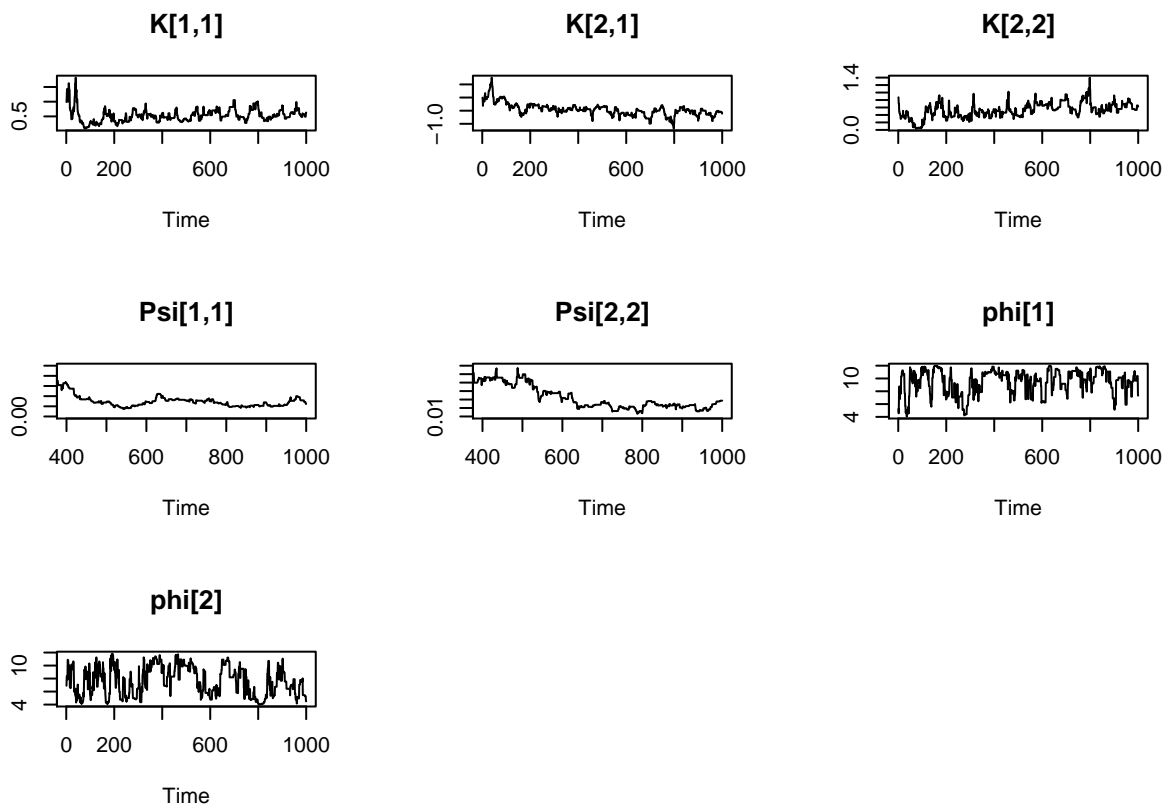 K[1,1] K[2,1] K[2,2]
0.5 -1.0 0.0 1.4
0 200 600 1000 0 200 600 1000 0 200 600 1000
Time Time Time
Psi[1,1] Psi[2,2] phi[1]
0.00 0.01 4 10
400 600 800 1000 400 600 800 1000 0 200 600 1000
Time Time Time
phi[2]
4 10
0 200 600 1000
Time